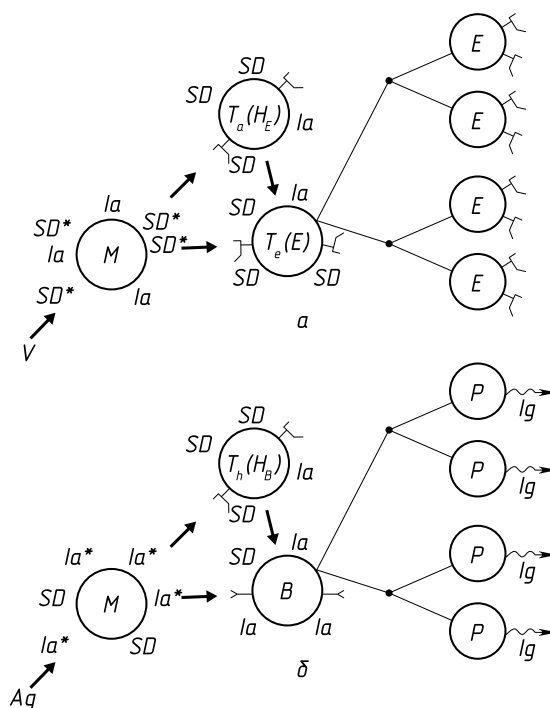 SD
SD
T_a(H_E)
Ia
SD
E
E
Ia
SD*
SD*
SD*
Ia
M
Ia
SD*
V
Ia
SD
T_e(E)
SD
SD
E
E
а
SD
SD
T_h(H_B)
Ia
SD
P
Ig
P
Ig
Ia*
Ia*
SD
M
Ia*
SD
Ia*
Ag
Ia
SD
B
Ia
Ia
P
Ig
P
Ig
б